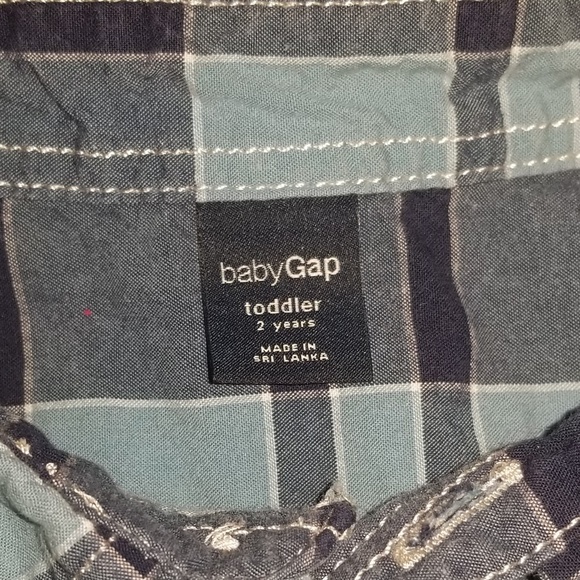 babyGap
toddler
2 years
MADE IN
SRI LANKA